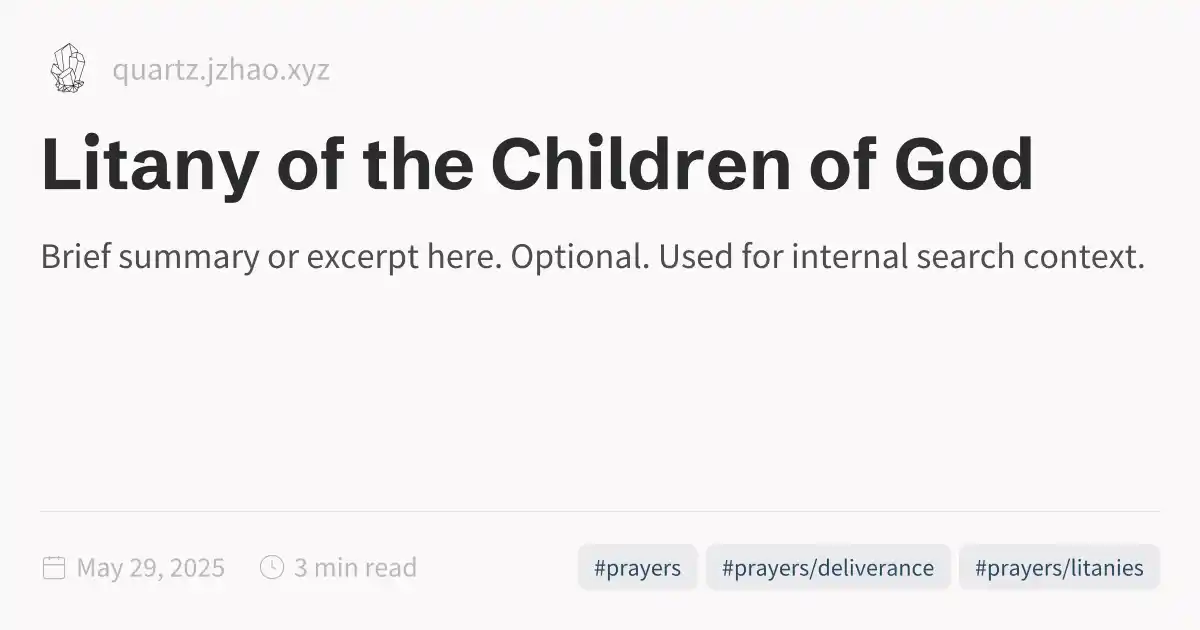 quartz.jzhao.xyz
Litany of the Children of God
Brief summary or excerpt here. Optional. Used for internal search context.
May 29, 2025 3 min read #prayers #prayers/deliverance #prayers/litanies